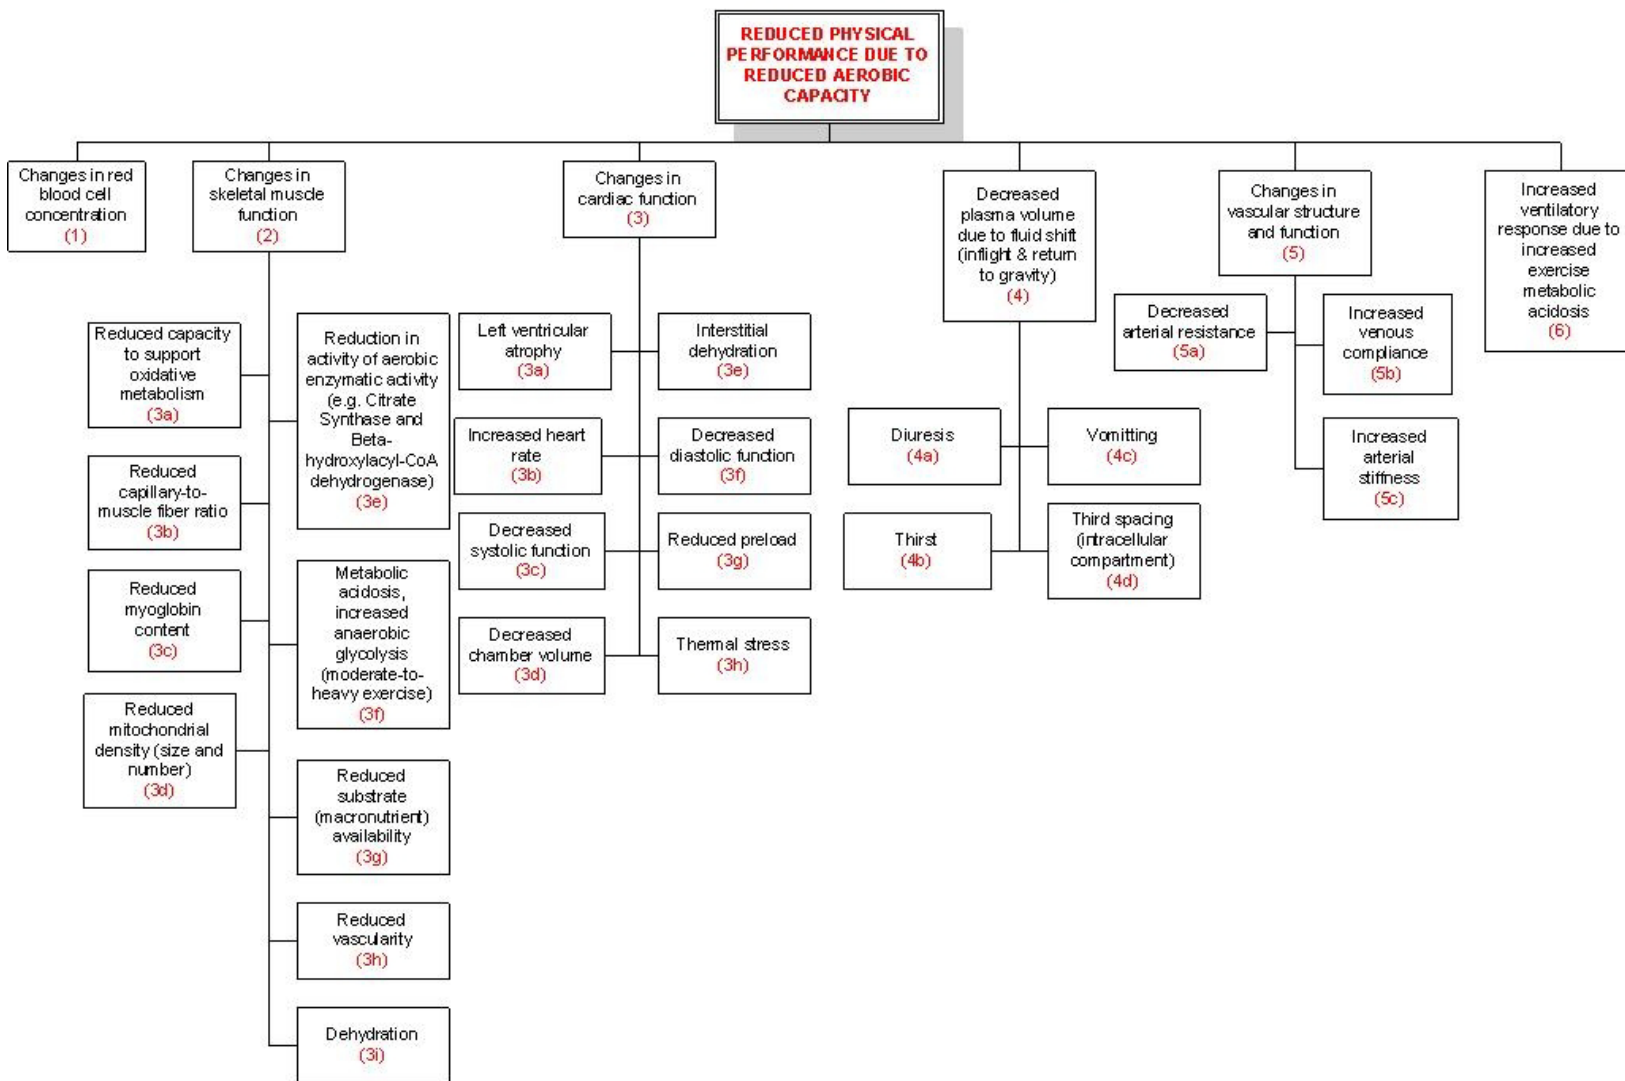 REDUCED PHYSICAL
PERFORMANCE DUE TO
REDUCED AEROBIC
CAPACITY
Changes in red
blood cell
concentration
(1)
Changes in
skeletal muscle
function
(2)
Changes in
cardiac function
(3)
Decreased
plasma volume
due to fluid shift
(inflight & return
to gravity)
(4)
Changes in
vascular structure
and function
(5)
Increased
ventilatory
response due to
increased
exercise
metabolic
acidosis
(6)
Reduced capacity
to support
oxidative
metabolism
(3a)
Reduced
capillary-to-
muscle fiber ratio
(3b)
Reduced
myoglobin
content
(3c)
Reduced
mitochondrial
density (size and
number)
(3d)
Reduction in
activity of aerobic
enzymatic activity
(e.g. Citrate
Synthase and
Beta-
hydroxylacyl-CoA
dehydrogenase)
(3e)
Metabolic
acidosis,
increased
anaerobic
glycolysis
(moderate-to-
heavy exercise)
(3f)
Reduced
substrate
(macronutrient)
availability
(3g)
Reduced
vascularity
(3h)
Dehydration
(3i)
Left ventricular
atrophy
(3a)
Increased heart
rate
(3b)
Decreased
systolic function
(3c)
Decreased
chamber volume
(3d)
Interstitial
dehydration
(3e)
Decreased
diastolic function
(3f)
Reduced preload
(3g)
Thermal stress
(3h)
Diuresis
(4a)
Thirst
(4b)
Vomitting
(4c)
Third spacing
(intracellular
compartment)
(4d)
Decreased
arterial resistance
(5a)
Increased
venous
compliance
(5b)
Increased
arterial
stiffness
(5c)